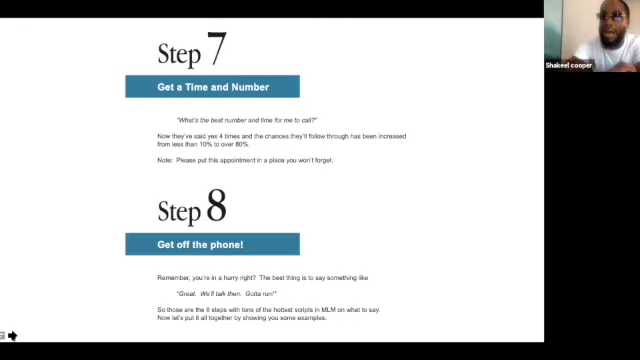 Step 7
Get a Time and Number
"What's the best number and time for me to call?"
Now they've said yes 4 times and the chances they'll follow through has been increased
from less than 10% to over 80%.
Note: Please put this appointment in a place you won't forget.
Step 8
Get off the phone!
Remember, you're in a hurry right? The best thing is to say something like
"Great. We'll talk then. Gotta run!"
So those are the 8 steps with tons of the hottest scripts in MLM on what to say.
Now let's put it all together by showing you some examples.
Shakeel cooper